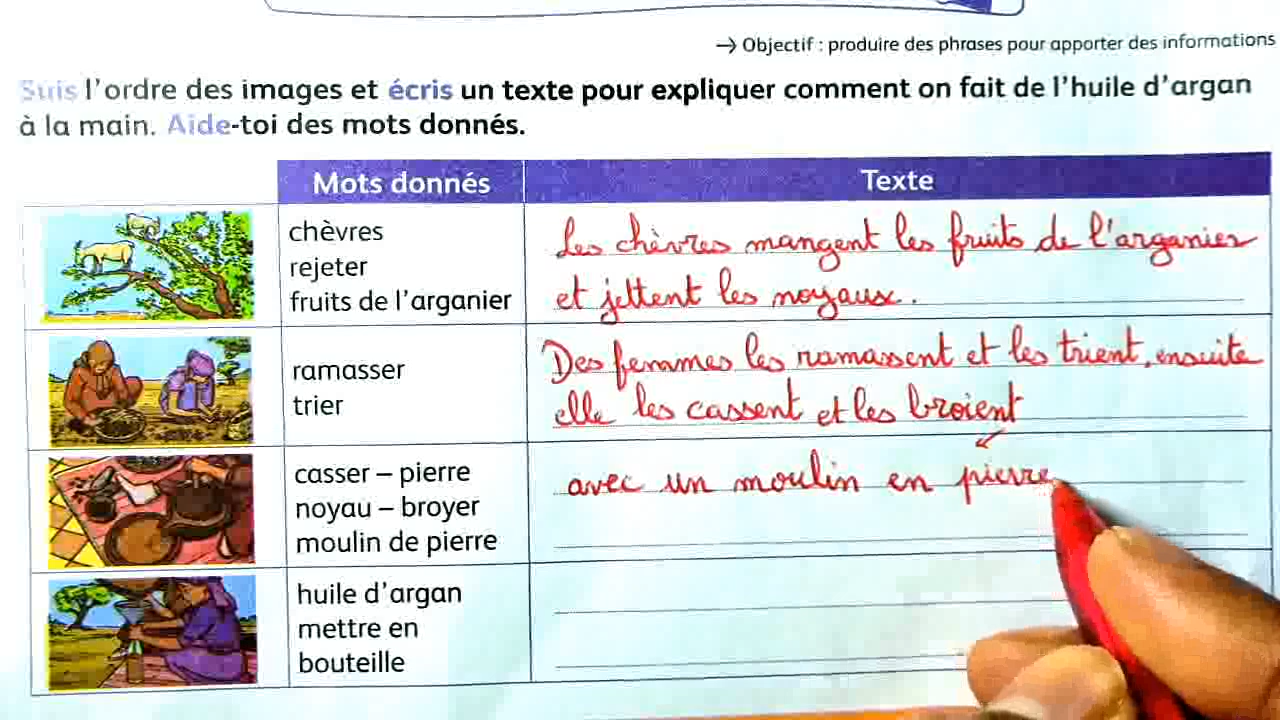 → Objectif : produire des phrases pour apporter des informations
Suis l'ordre des images et écris un texte pour expliquer comment on fait de l'huile d'argan
à la main. Aide-toi des mots donnés.
Mots donnés
Texte
chèvres
rejeter
fruits de l'arganier
Les chèvres mangent les fruits de l'arganier
et jettent les noyaux.
ramasser
trier
Des femmes les ramassent et les trient, ensuite
elle les cassent et les broient
casser – pierre
noyau – broyer
moulin de pierre
avec un moulin en pierre
huile d'argan
mettre en
bouteille